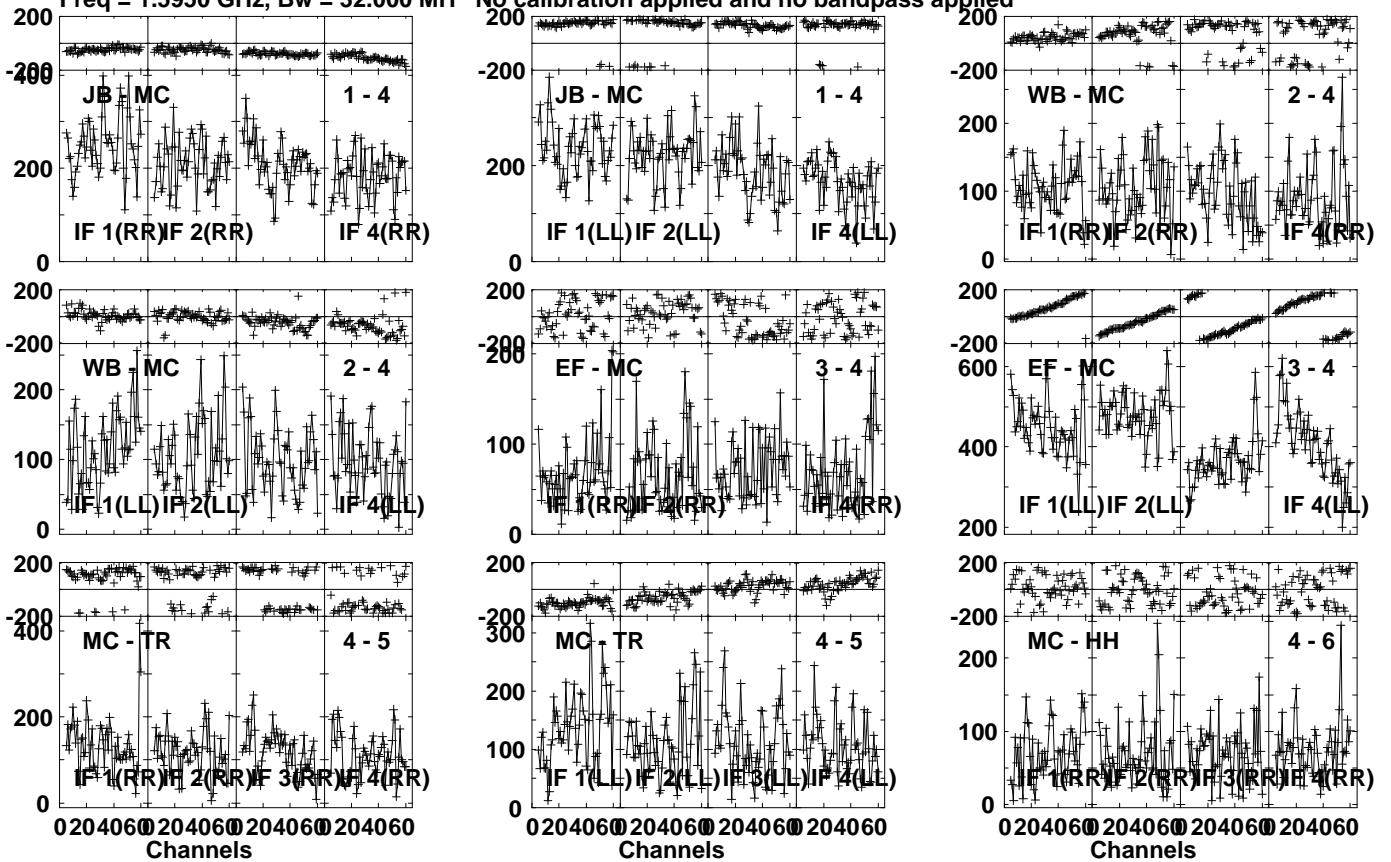 Freq = 1.5950 GHz, Bw = 32.000 MH No calibration applied and no bandpass applied
200
-200
400
200
0
JB - MC 1 - 4
IF 1(RR) IF 2(RR) IF 4(RR)
200
-200
200
0
JB - MC 1 - 4
IF 1(LL) IF 2(LL) IF 4(LL)
200
-200
200
100
0
WB - MC 2 - 4
IF 1(RR) IF 2(RR) IF 4(RR)
200
-200
200
100
0
WB - MC 2 - 4
IF 1(LL) IF 2(LL) IF 4(LL)
200
-200
200
100
0
EF - MC 3 - 4
IF 1(RR) IF 2(RR) IF 4(RR)
200
-200
600
400
200
EF - MC 3 - 4
IF 1(LL) IF 2(LL) IF 4(LL)
200
-200
400
200
0
MC - TR 4 - 5
IF 1(RR) IF 2(RR) IF 3(RR) IF 4(RR)
0 20 40 60 0 20 40 60 0 20 40 60 0 20 40 60
Channels
200
-200
300
200
100
0
MC - TR 4 - 5
IF 1(LL) IF 2(LL) IF 3(LL) IF 4(LL)
0 20 40 60 0 20 40 60 0 20 40 60 0 20 40 60
Channels
200
-200
200
100
0
MC - HH 4 - 6
IF 1(RR) IF 2(RR) IF 3(RR) IF 4(RR)
0 20 40 60 0 20 40 60 0 20 40 60 0 20 40 60
Channels